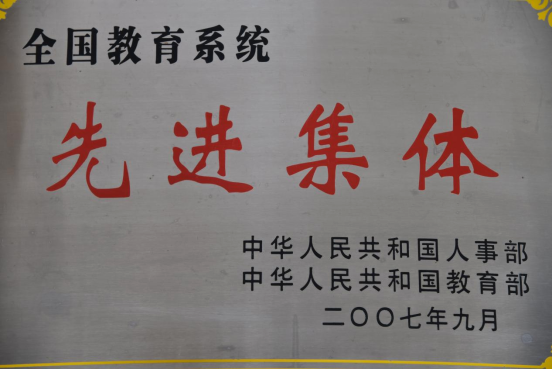 全国教育系统
先进集体
中华人民共和国人事部
中华人民共和国教育部
二〇〇七年九月